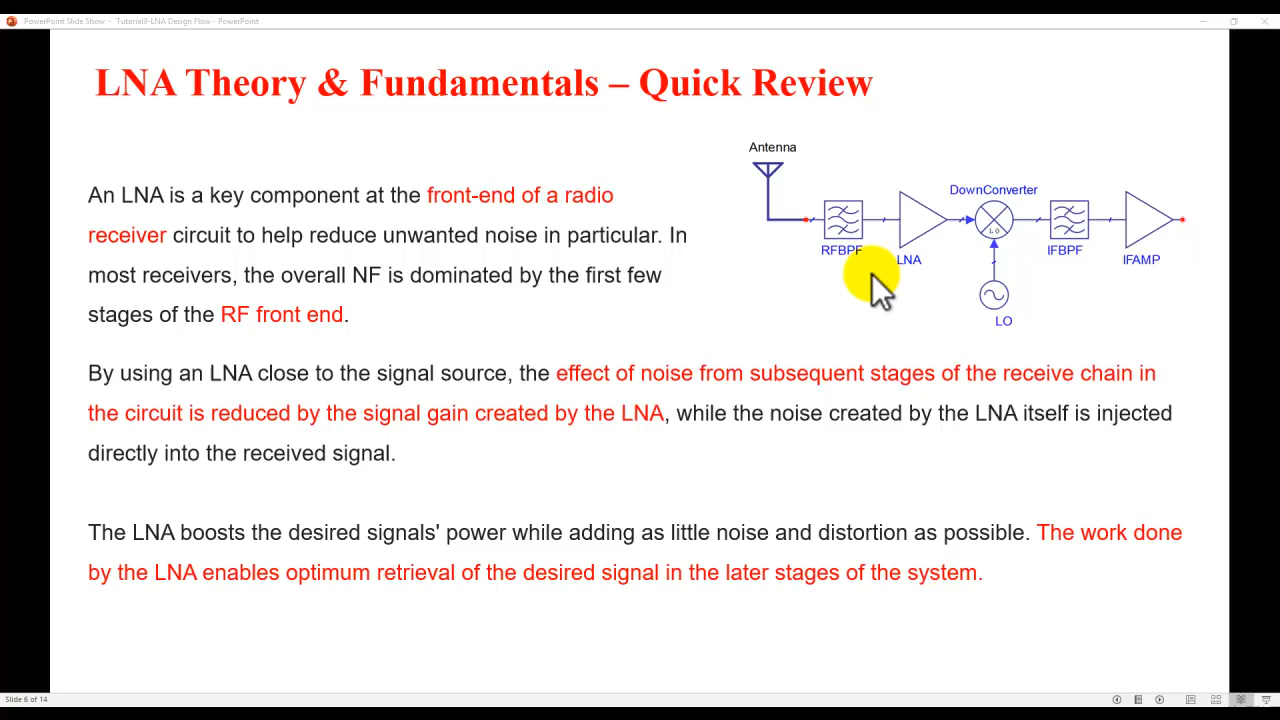 PowerPoint Slide Show - Tutorial9-LNA Design Flow - PowerPoint
LNA Theory & Fundamentals – Quick Review
An LNA is a key component at the front-end of a radio
receiver circuit to help reduce unwanted noise in particular. In
most receivers, the overall NF is dominated by the first few
stages of the RF front end.
Antenna
RFBPF
LNA
DownConverter
LO
LO
IFBPF
IFAMP
By using an LNA close to the signal source, the effect of noise from subsequent stages of the receive chain in
the circuit is reduced by the signal gain created by the LNA, while the noise created by the LNA itself is injected
directly into the received signal.
The LNA boosts the desired signals' power while adding as little noise and distortion as possible. The work done
by the LNA enables optimum retrieval of the desired signal in the later stages of the system.
Slide 6 of 14